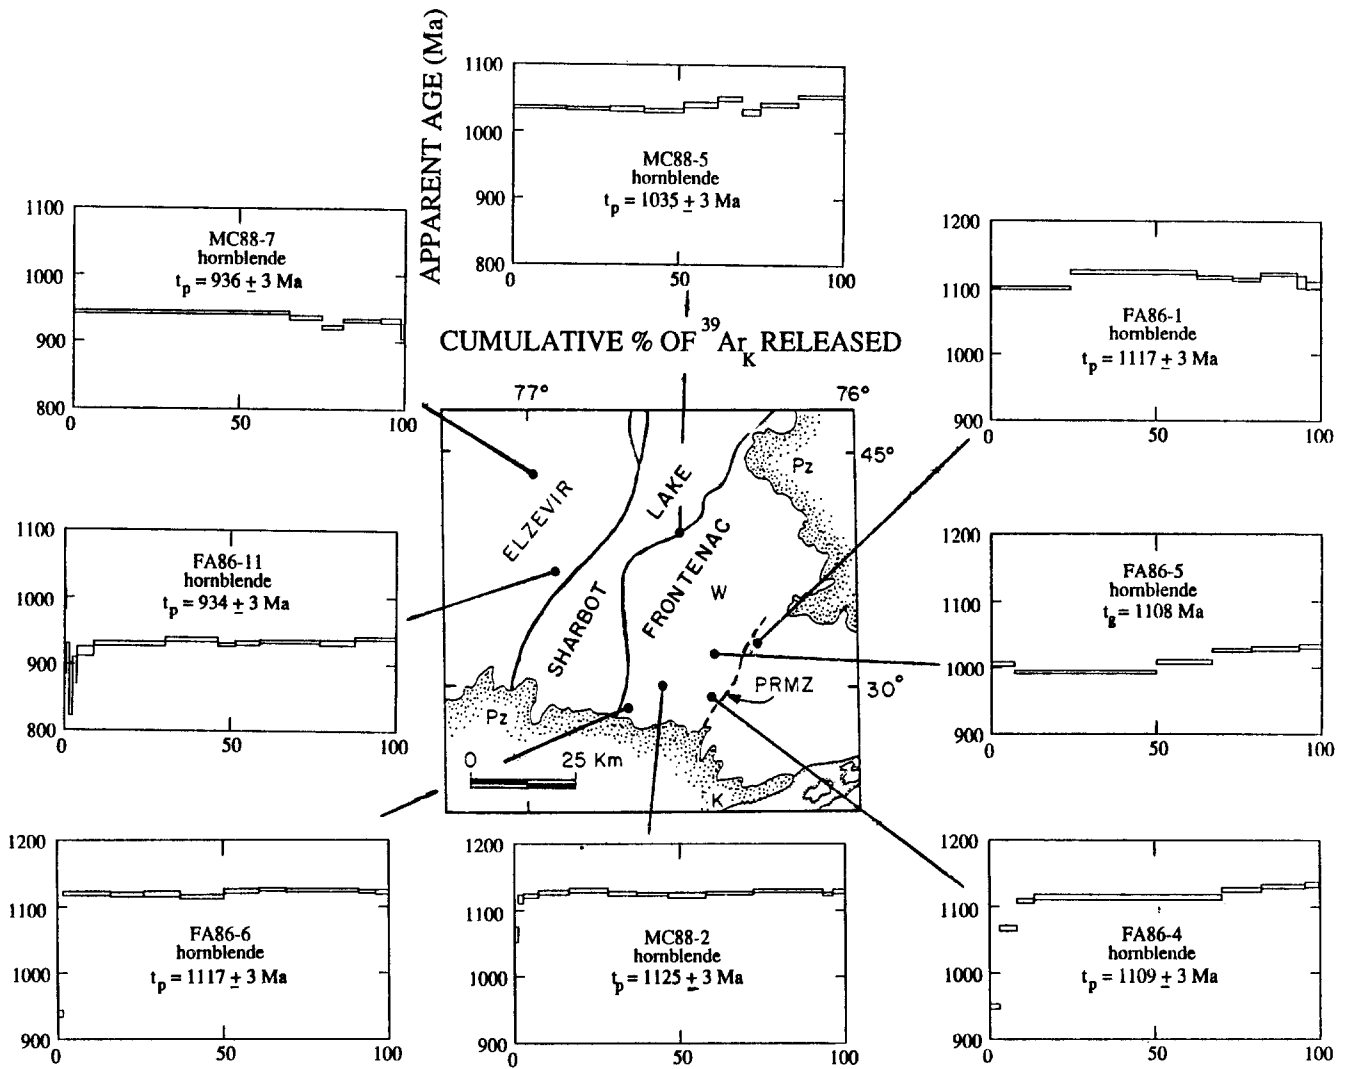 APPARENT AGE (Ma)
1100
1000
900
800
0
50
100
MC88-5
hornblende
tp = 1035 ± 3 Ma
CUMULATIVE % OF 39ArK RELEASED
1100
1000
900
800
0
50
100
MC88-7
hornblende
tp = 936 ± 3 Ma
1200
1100
1000
900
0
50
100
FA86-1
hornblende
tp = 1117 ± 3 Ma
1100
1000
900
800
0
50
100
FA86-11
hornblende
tp = 934 ± 3 Ma
77°
76°
45°
30°
ELZEVIR
SHARBOT
LAKE
FRONTENAC
W
Pz
PRMZ
Pz
K
0
25 Km
1200
1100
1000
900
0
50
100
FA86-5
hornblende
tg = 1108 Ma
1200
1100
1000
900
0
50
100
FA86-6
hornblende
tp = 1117 ± 3 Ma
1200
1100
1000
900
0
50
100
MC88-2
hornblende
tp = 1125 ± 3 Ma
1200
1100
1000
900
0
50
100
FA86-4
hornblende
tp = 1109 ± 3 Ma